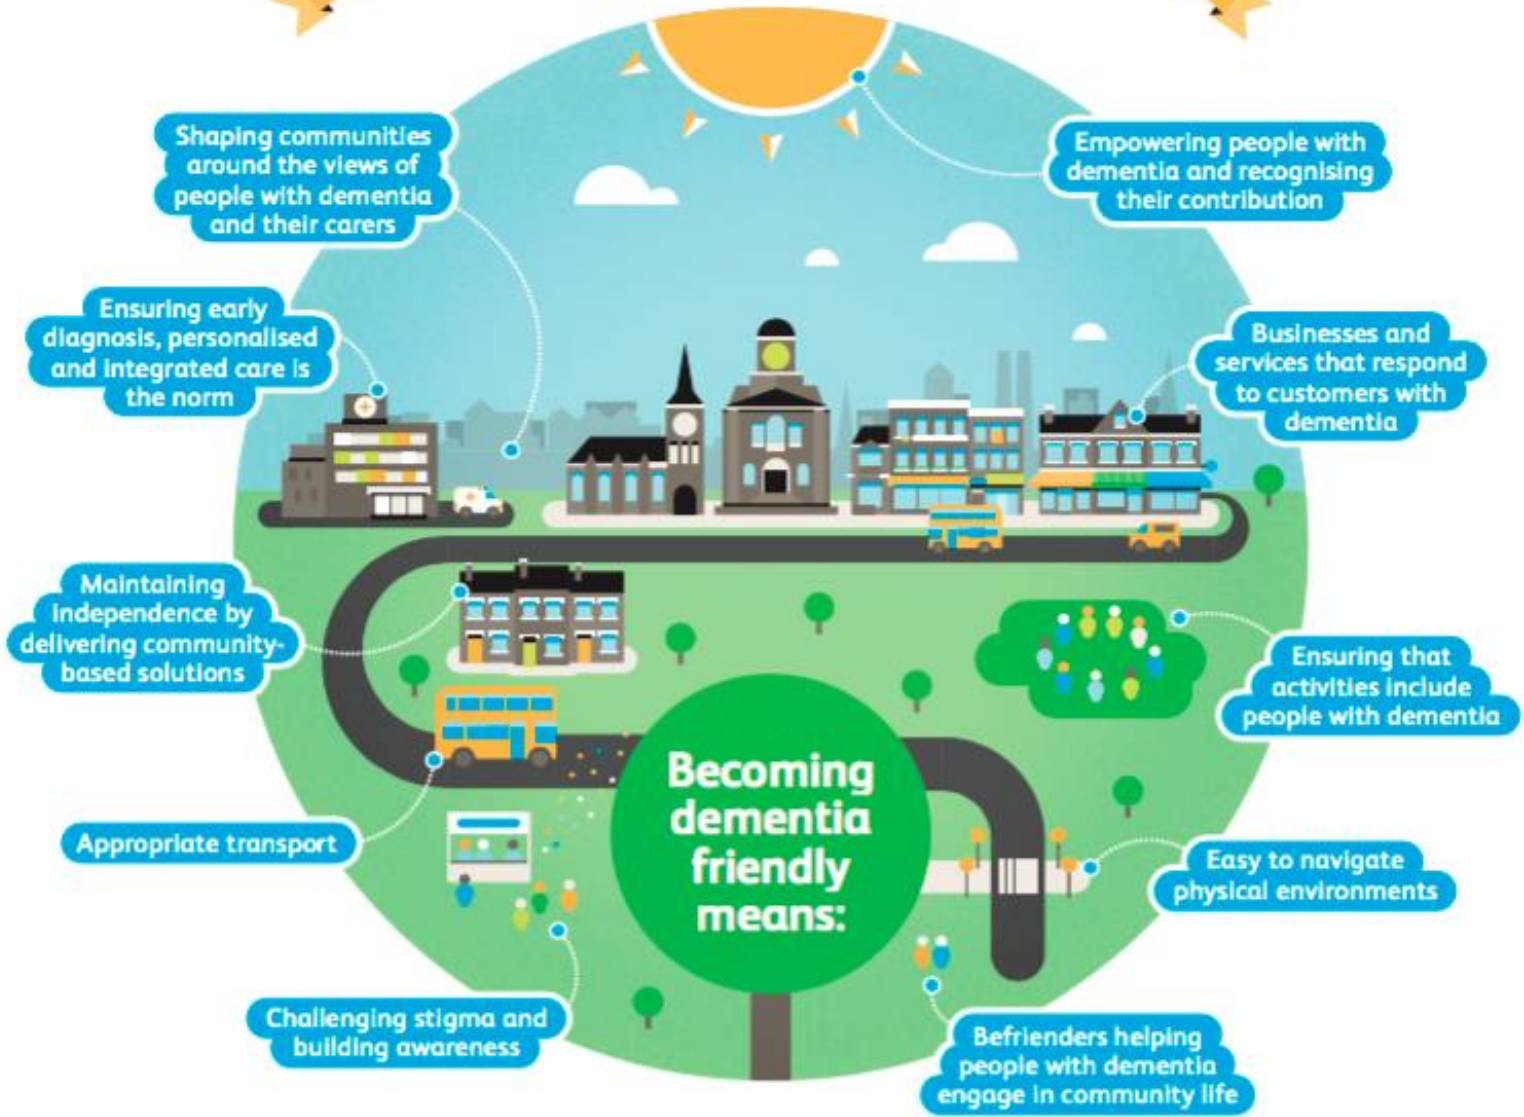 Shaping communities
around the views of
people with dementia
and their carers
Empowering people with
dementia and recognising
their contribution
Ensuring early
diagnosis, personalised
and integrated care is
the norm
Businesses and
services that respond
to customers with
dementia
Maintaining
independence by
delivering community-
based solutions
Ensuring that
activities include
people with dementia
Becoming
dementia
friendly
means:
Appropriate transport
Easy to navigate
physical environments
Challenging stigma and
building awareness
Befrienders helping
people with dementia
engage in community life